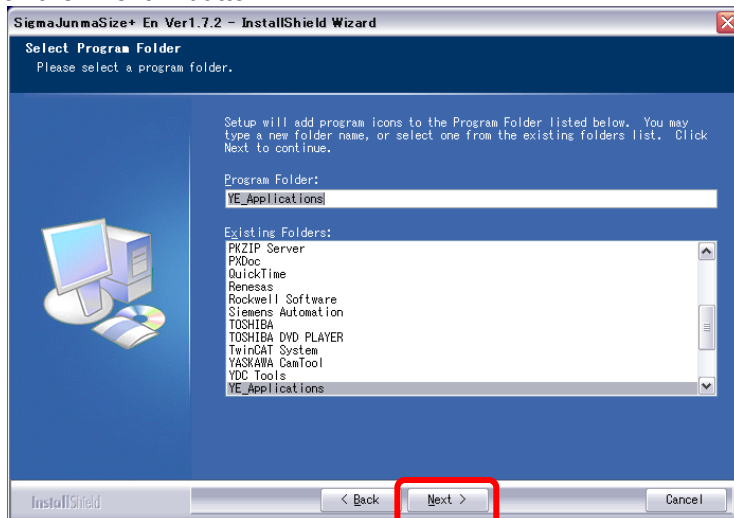 SigmaJunmaSize+ En Ver1.7.2 - InstallShield Wizard
Select Program Folder
Please select a program folder.
Setup will add program icons to the Program Folder listed below. You may
type a new folder name, or select one from the existing folders list. Click
Next to continue.
Program Folder:
YE_Applications
Existing Folders:
PKZIP Server
PXDoc
QuickTime
Renesas
Rockwell Software
Siemens Automation
TOSHIBA
TOSHIBA DVD PLAYER
TwinCAT System
YASKAWA CamTool
YDC Tools
YE_Applications
InstallShield
< Back
Next >
Cancel